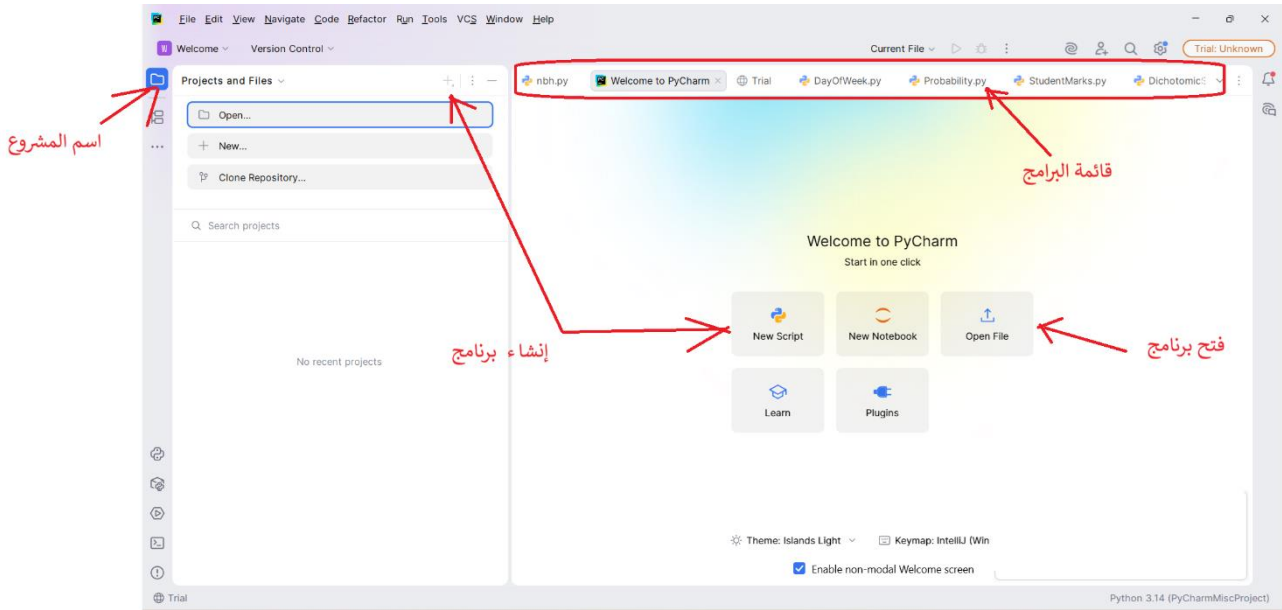 File Edit View Navigate Code Refactor Run Tools VCS Window Help
W Welcome Version Control Current File Trial: Unknown
Projects and Files
nbh.py Welcome to PyCharm Trial DayOfWeek.py Probability.py StudentMarks.py DichotomicS
Open...
New...
Clone Repository...
Search projects
No recent projects
اسم المشروع
قائمة البرامج
إنشاء برنامج
فتح برنامج
Welcome to PyCharm
Start in one click
New Script New Notebook Open File
Learn Plugins
Theme: Islands Light Keymap: IntelliJ (Win
Enable non-modal Welcome screen
Trial Python 3.14 (PyCharmMiscProject)